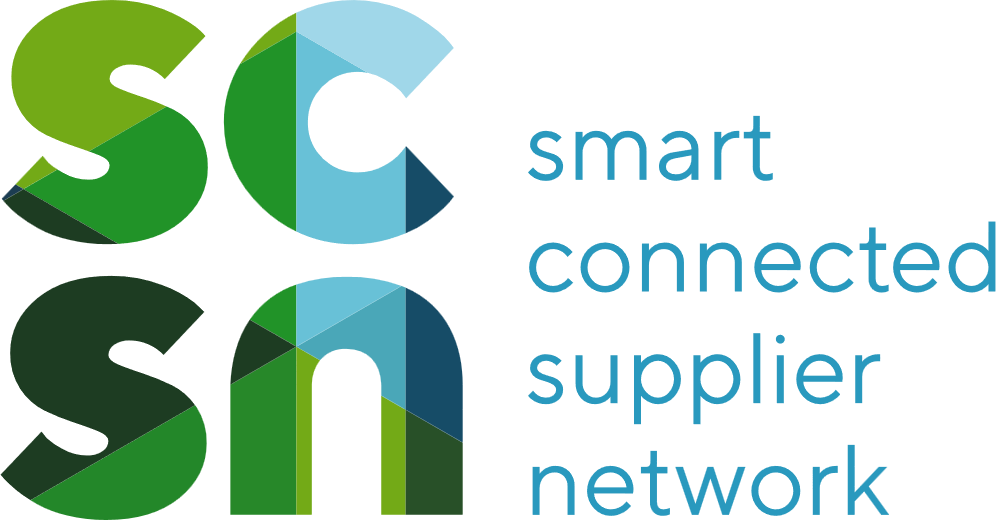 sc
sn
smart
connected
supplier
network